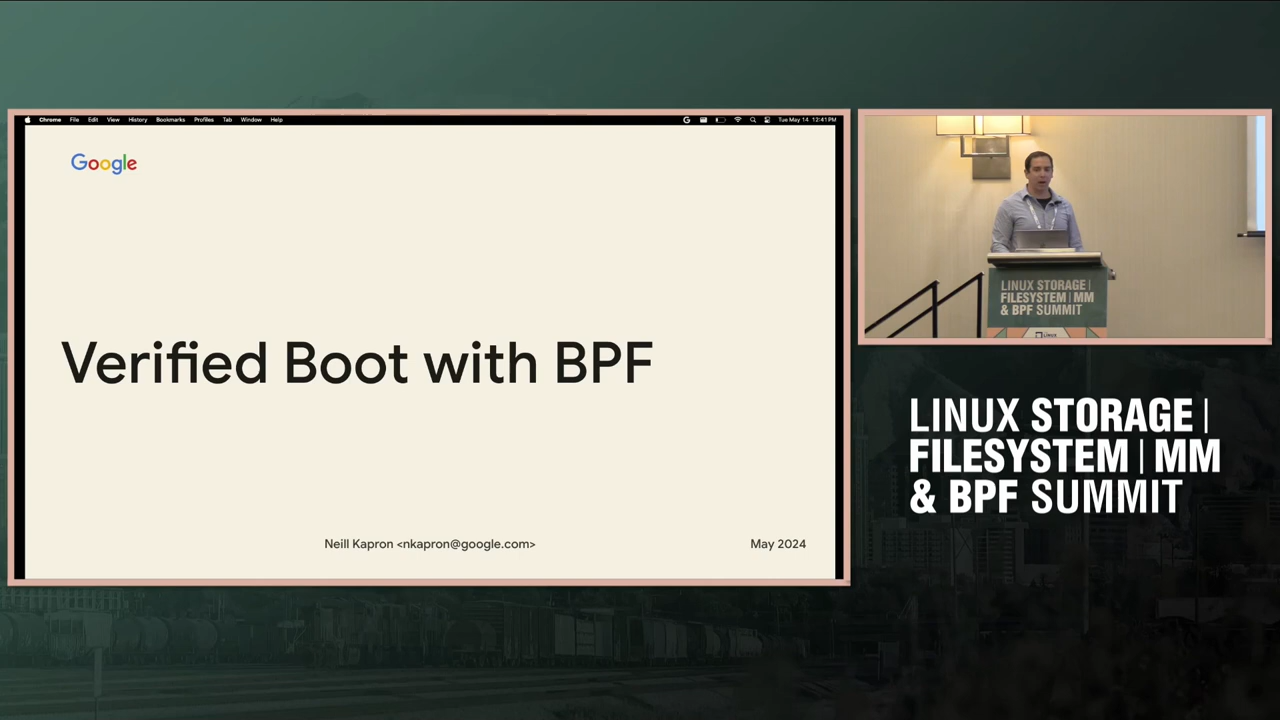 Chrome File Edit View History Bookmarks Profiles Tab Window Help
Tue May 14 12:41 PM
Google
Verified Boot with BPF
Neill Kapron <nkapron@google.com>
May 2024
LINUX STORAGE |
FILESYSTEM | MM
& BPF SUMMIT
LINUX
LINUX STORAGE |
FILESYSTEM | MM
& BPF SUMMIT